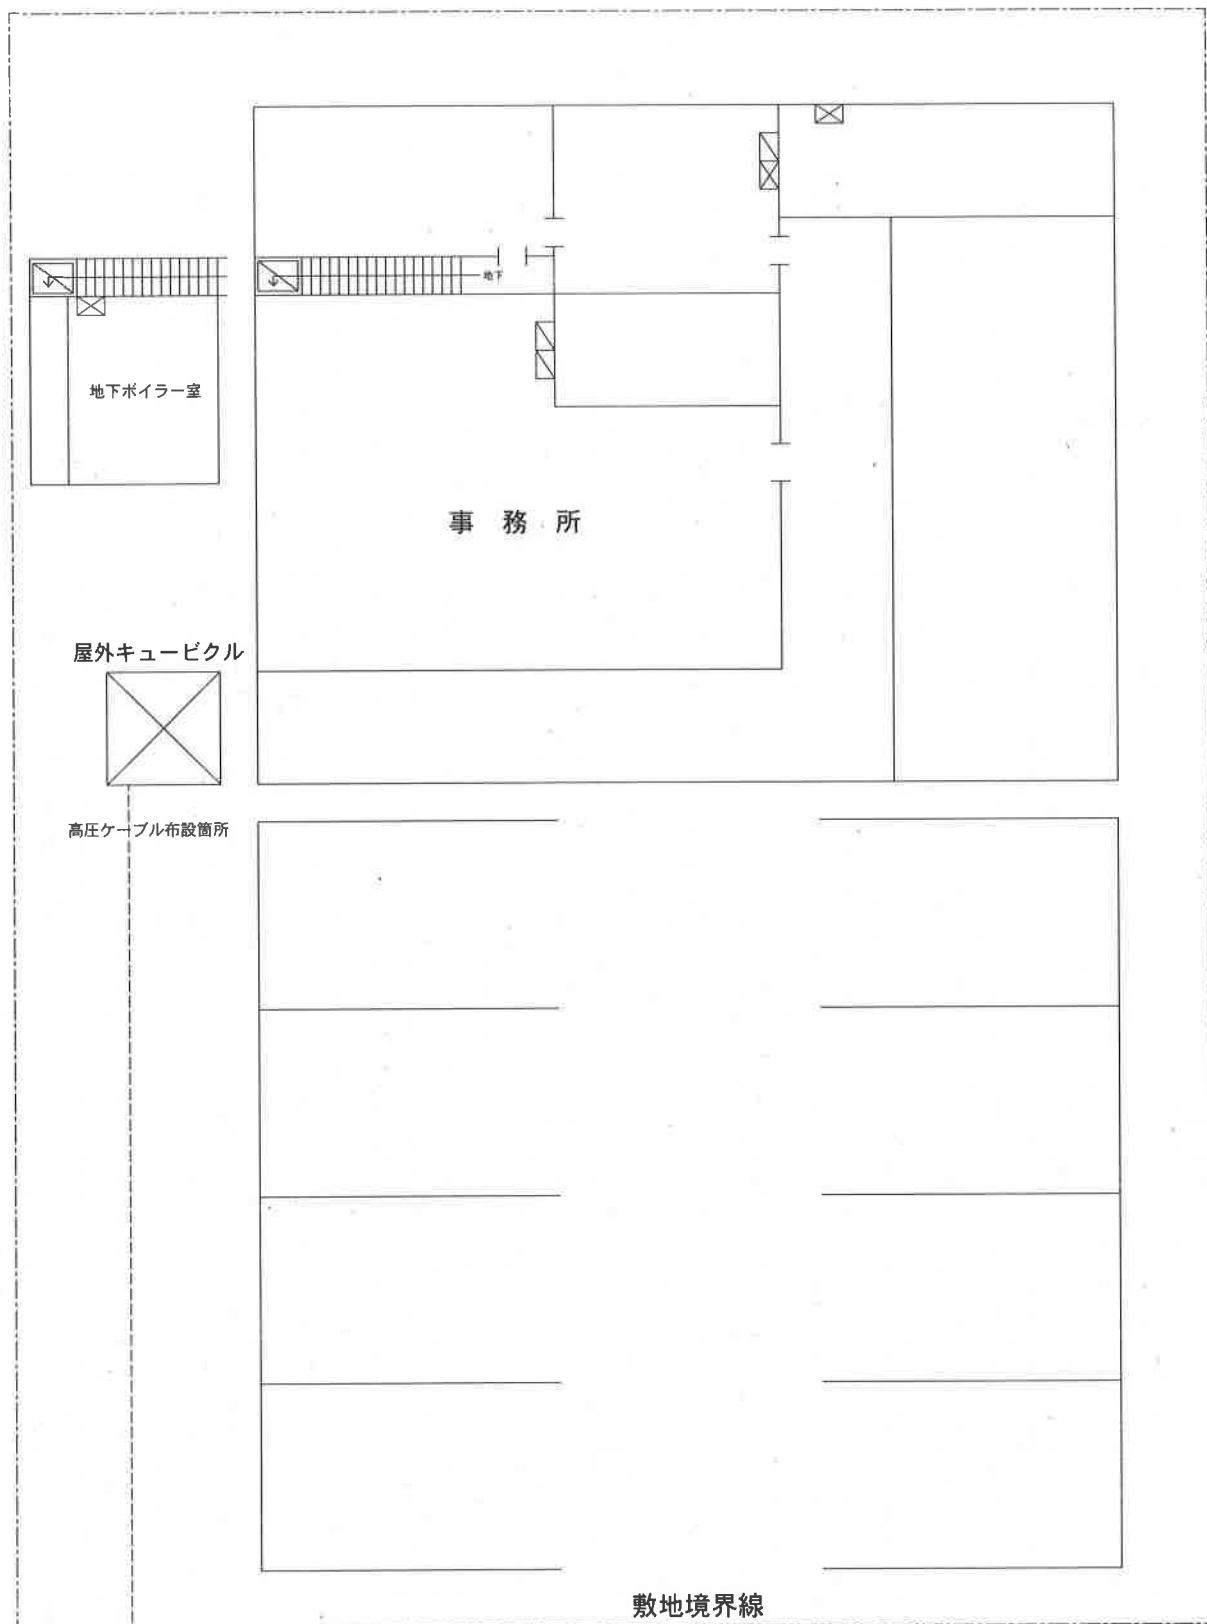 地下
地下ボイラー室
事務所
屋外キュービクル
高圧ケーブル布設箇所
敷地境界線